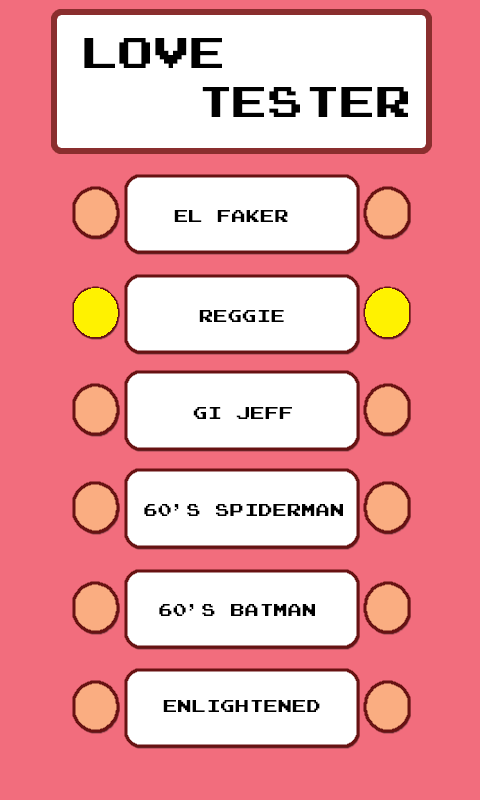 LOVE
TESTER
EL FAKER
REGGIE
GI JEFF
60'S SPIDERMAN
60'S BATMAN
ENLIGHTENED